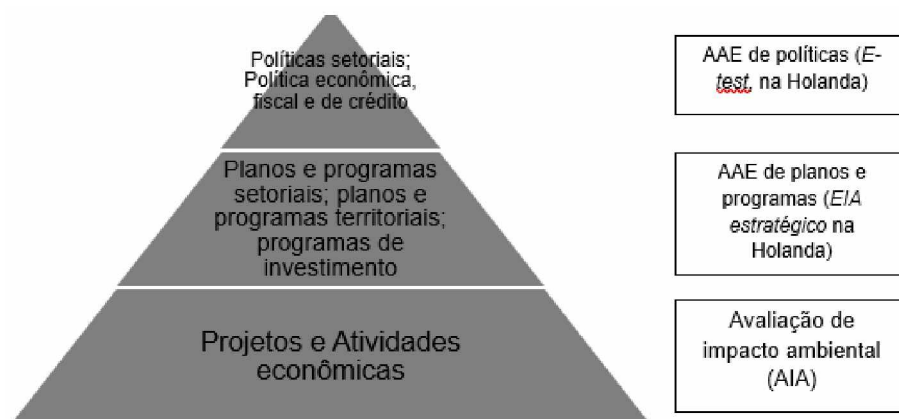 Políticas setoriais;
Política econômica,
fiscal e de crédito
AAE de políticas (E-
test, na Holanda)
Planos e programas
setoriais; planos e
programas territoriais;
programas de
investimento
AAE de planos e
programas (EIA
estratégico na
Holanda)
Projetos e Atividades
econômicas
Avaliação de
impacto ambiental
(AIA)